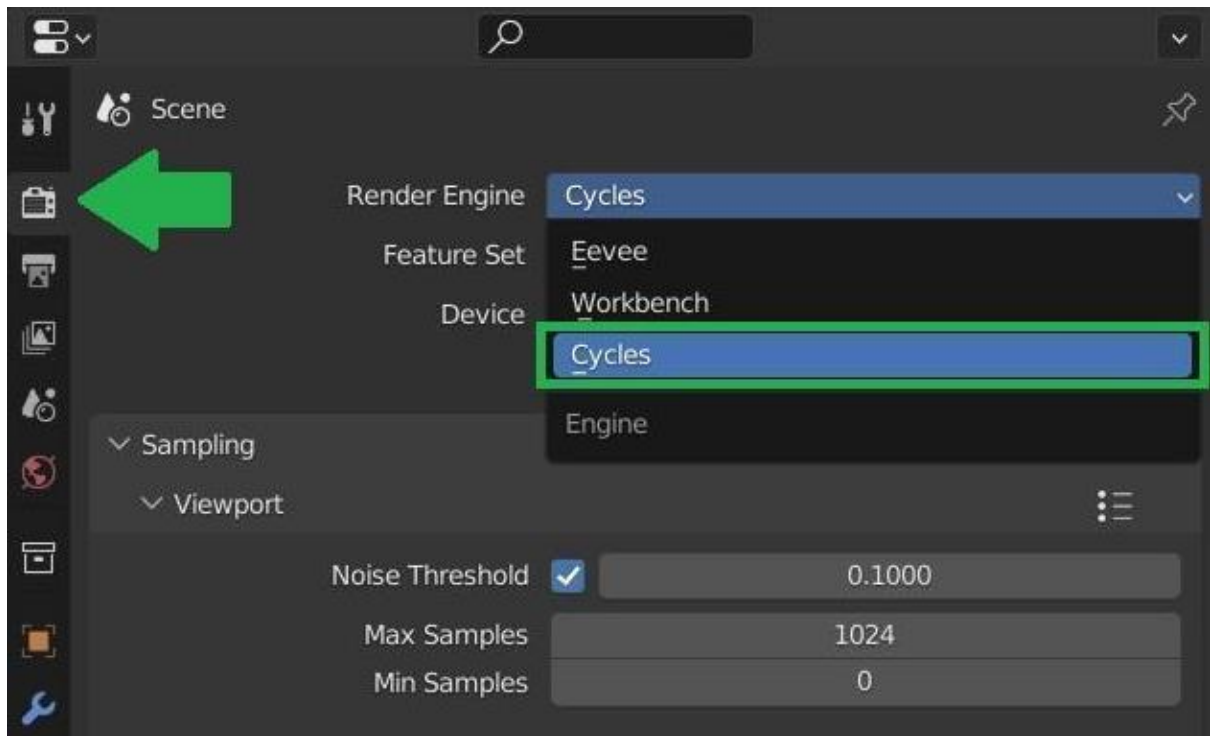 Scene
Render Engine Cycles
Feature Set Eevee
Workbench
Device
Cycles
Engine
Sampling
Viewport
Noise Threshold 0.1000
Max Samples 1024
Min Samples 0